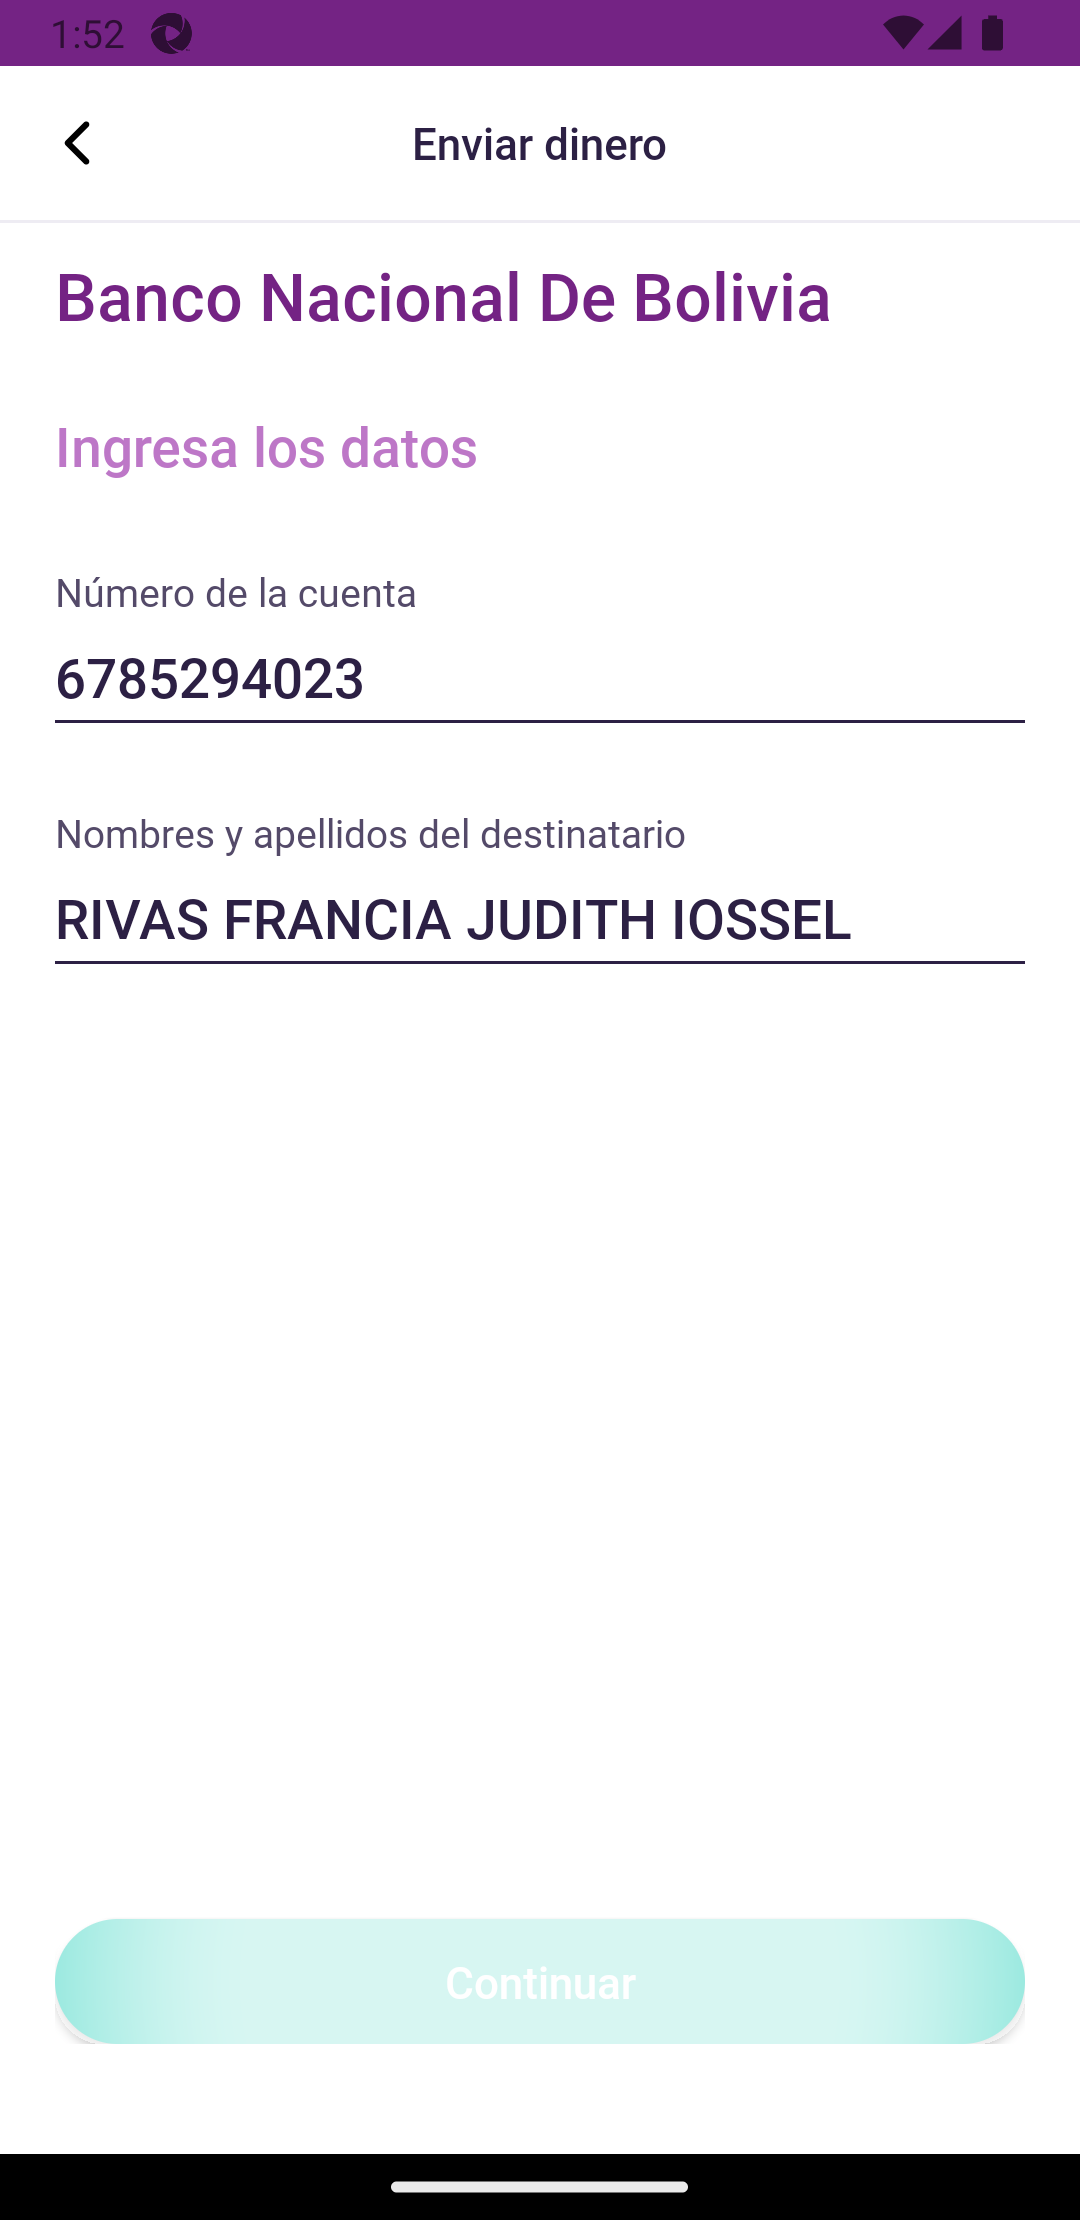 1:52
Enviar dinero
Banco Nacional De Bolivia
Ingresa los datos
Número de la cuenta
6785294023
Nombres y apellidos del destinatario
RIVAS FRANCIA JUDITH IOSSEL
Continuar